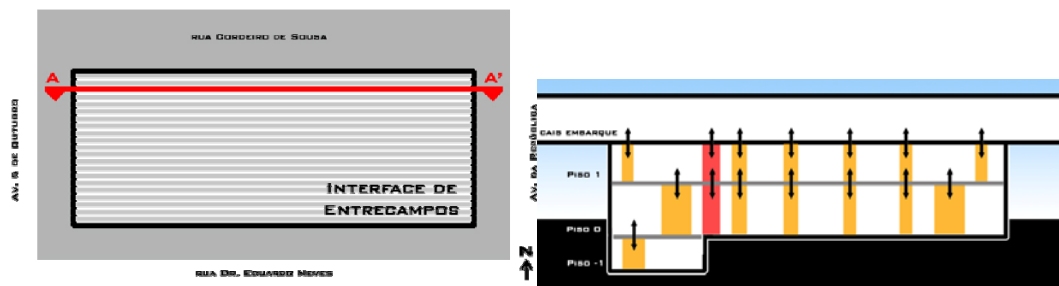 RUA CORDEIRO DE SOUSA
A A'
AV. 5 DE OUTUBRO
INTERFACE DE
ENTRECAMPOS
RUA DR. EDUARDO NEVES
AV. DA REPÚBLICA
N
CAIS EMBARQUE
PISO 1
PISO 0
PISO -1